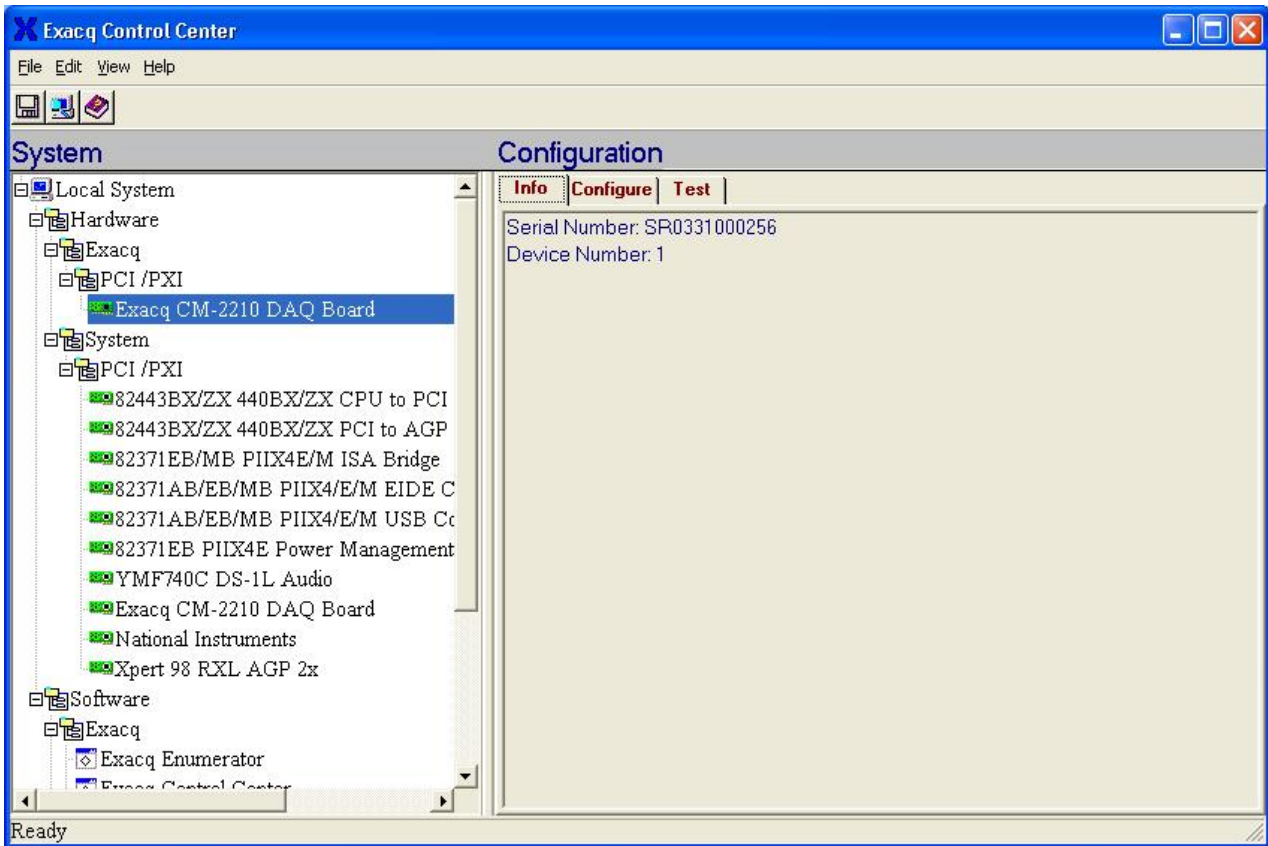 Exacq Control Center
File Edit View Help
System
Configuration
Local System
Hardware
Exacq
PCI /PXI
Exacq CM-2210 DAQ Board
System
PCI /PXI
82443BX/ZX 440BX/ZX CPU to PCI
82443BX/ZX 440BX/ZX PCI to AGP
82371EB/MB PIIX4E/M ISA Bridge
82371AB/EB/MB PIIX4/E/M EIDE C
82371AB/EB/MB PIIX4/E/M USB Co
82371EB PIIX4E Power Management
YMF740C DS-1L Audio
Exacq CM-2210 DAQ Board
National Instruments
Xpert 98 RXL AGP 2x
Software
Exacq
Exacq Enumerator
Exacq Control Center
Info Configure Test
Serial Number: SR0331000256
Device Number: 1
Ready